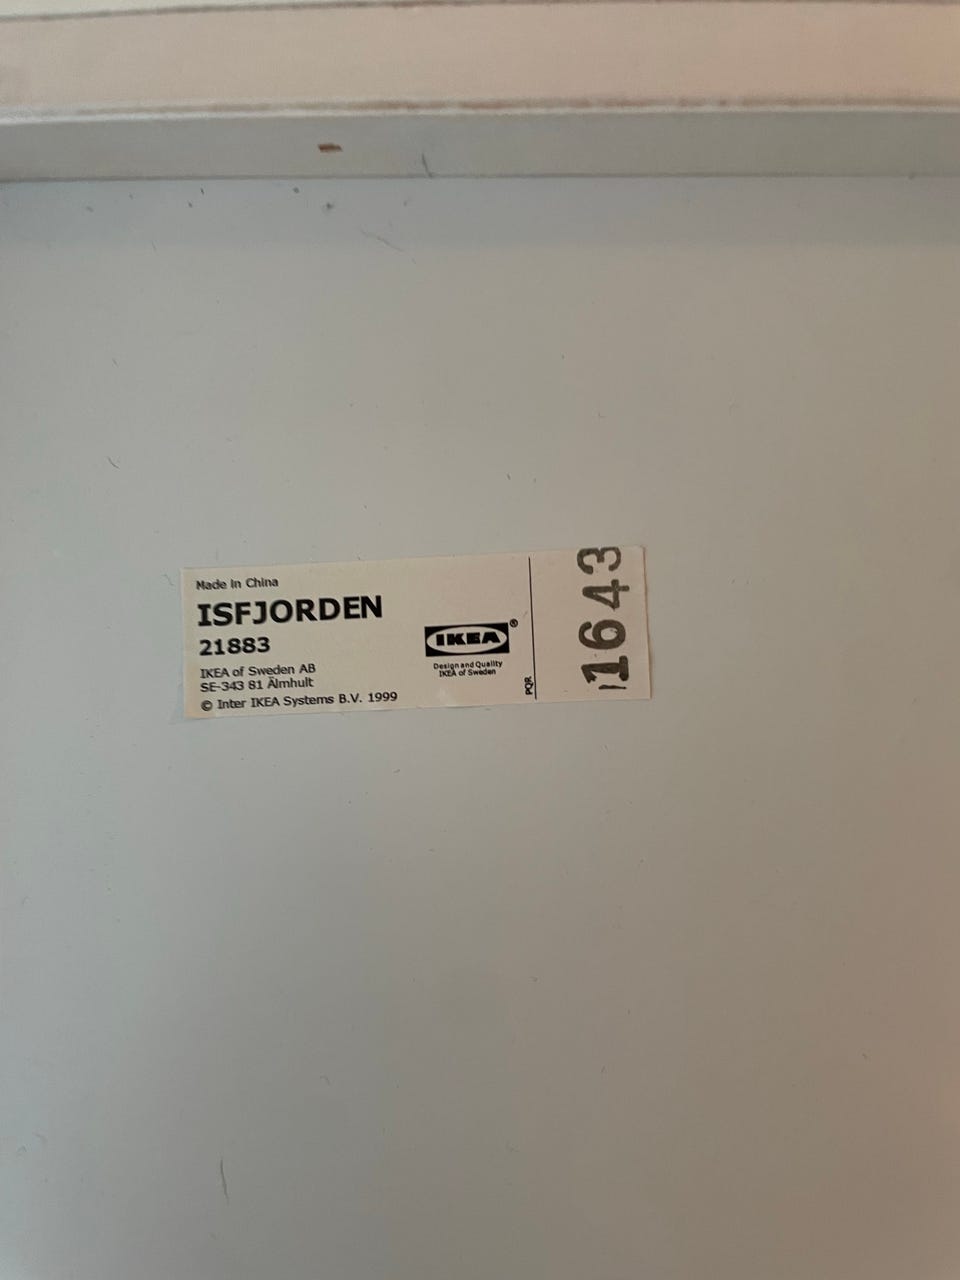 Made in China
ISFJORDEN
21883
IKEA of Sweden AB
SE-343 81 Älmhult
© Inter IKEA Systems B.V. 1999
IKEA®
Design and Quality
IKEA of Sweden
PQR
1643